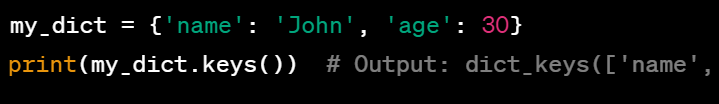 my_dict = {'name': 'John', 'age': 30}
print(my_dict.keys())  # Output: dict_keys(['name',